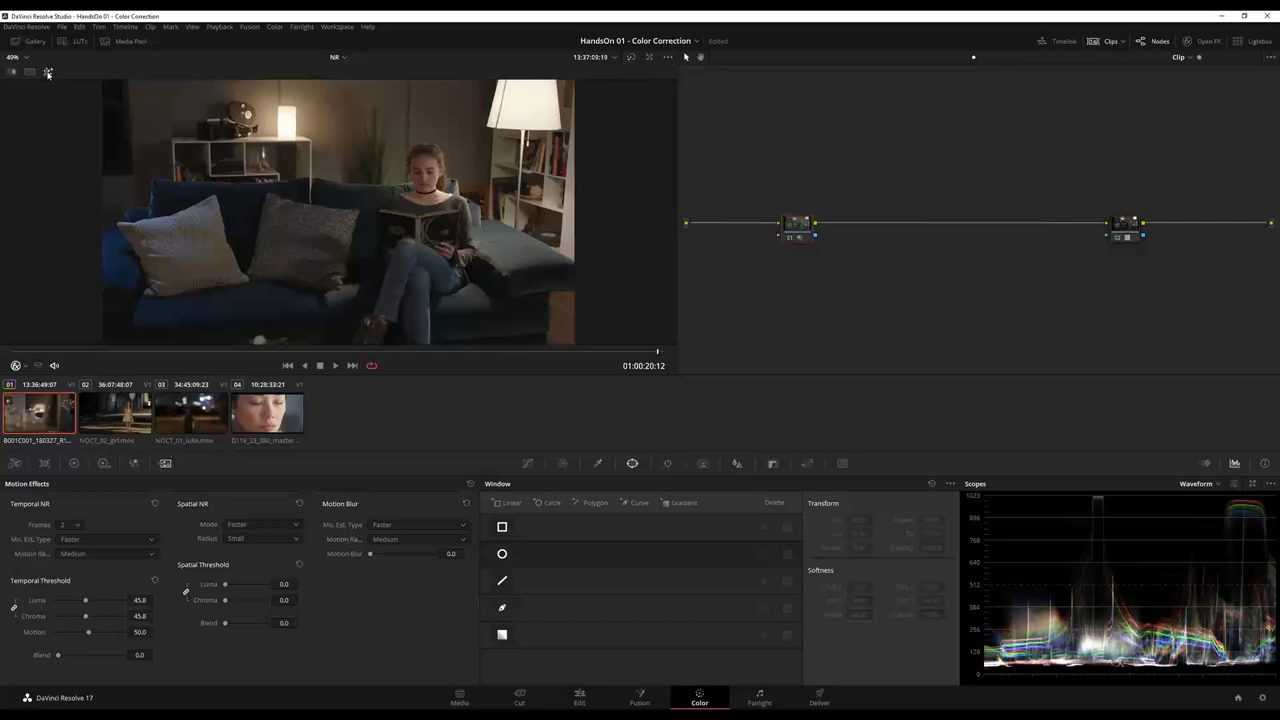 DaVinci Resolve Studio - HandsOn 01 - Color Correction
DaVinci Resolve File Edit Trim Timeline Clip Mark View Playback Fusion Color Fairlight Workspace Help
Gallery LUTs Media Pool HandsOn 01 - Color Correction Edited Timeline Clips Nodes Open FX Lightbox
49% NR 13:37:09:19 Clip
01 02
01:00:20:12
01 13:36:49:07 V1 02 36:07:48:07 V1 03 34:45:09:23 V1 04 10:28:33:21 V1
B001C001_180327_R1... NOCT_02_girl.mov NOCT_01_luke.mov D119_23_380_master...
Motion Effects Window Scopes Waveform
Temporal NR Spatial NR Motion Blur Linear Circle Polygon Curve Gradient Delete Transform
Frames 2 Mode Faster Mo. Est. Type Faster
Mo. Est. Type Faster Radius Small Motion Ra... Medium
Motion Ra... Medium Motion Blur 0.0
Spatial Threshold Softness
Temporal Threshold
Luma 0.0
Luma 45.8 Chroma 0.0
Chroma 45.8
Motion 50.0 Blend 0.0
Blend 0.0
1023
896
768
640
512
384
256
128
0
DaVinci Resolve 17 Media Cut Edit Fusion Color Fairlight Deliver